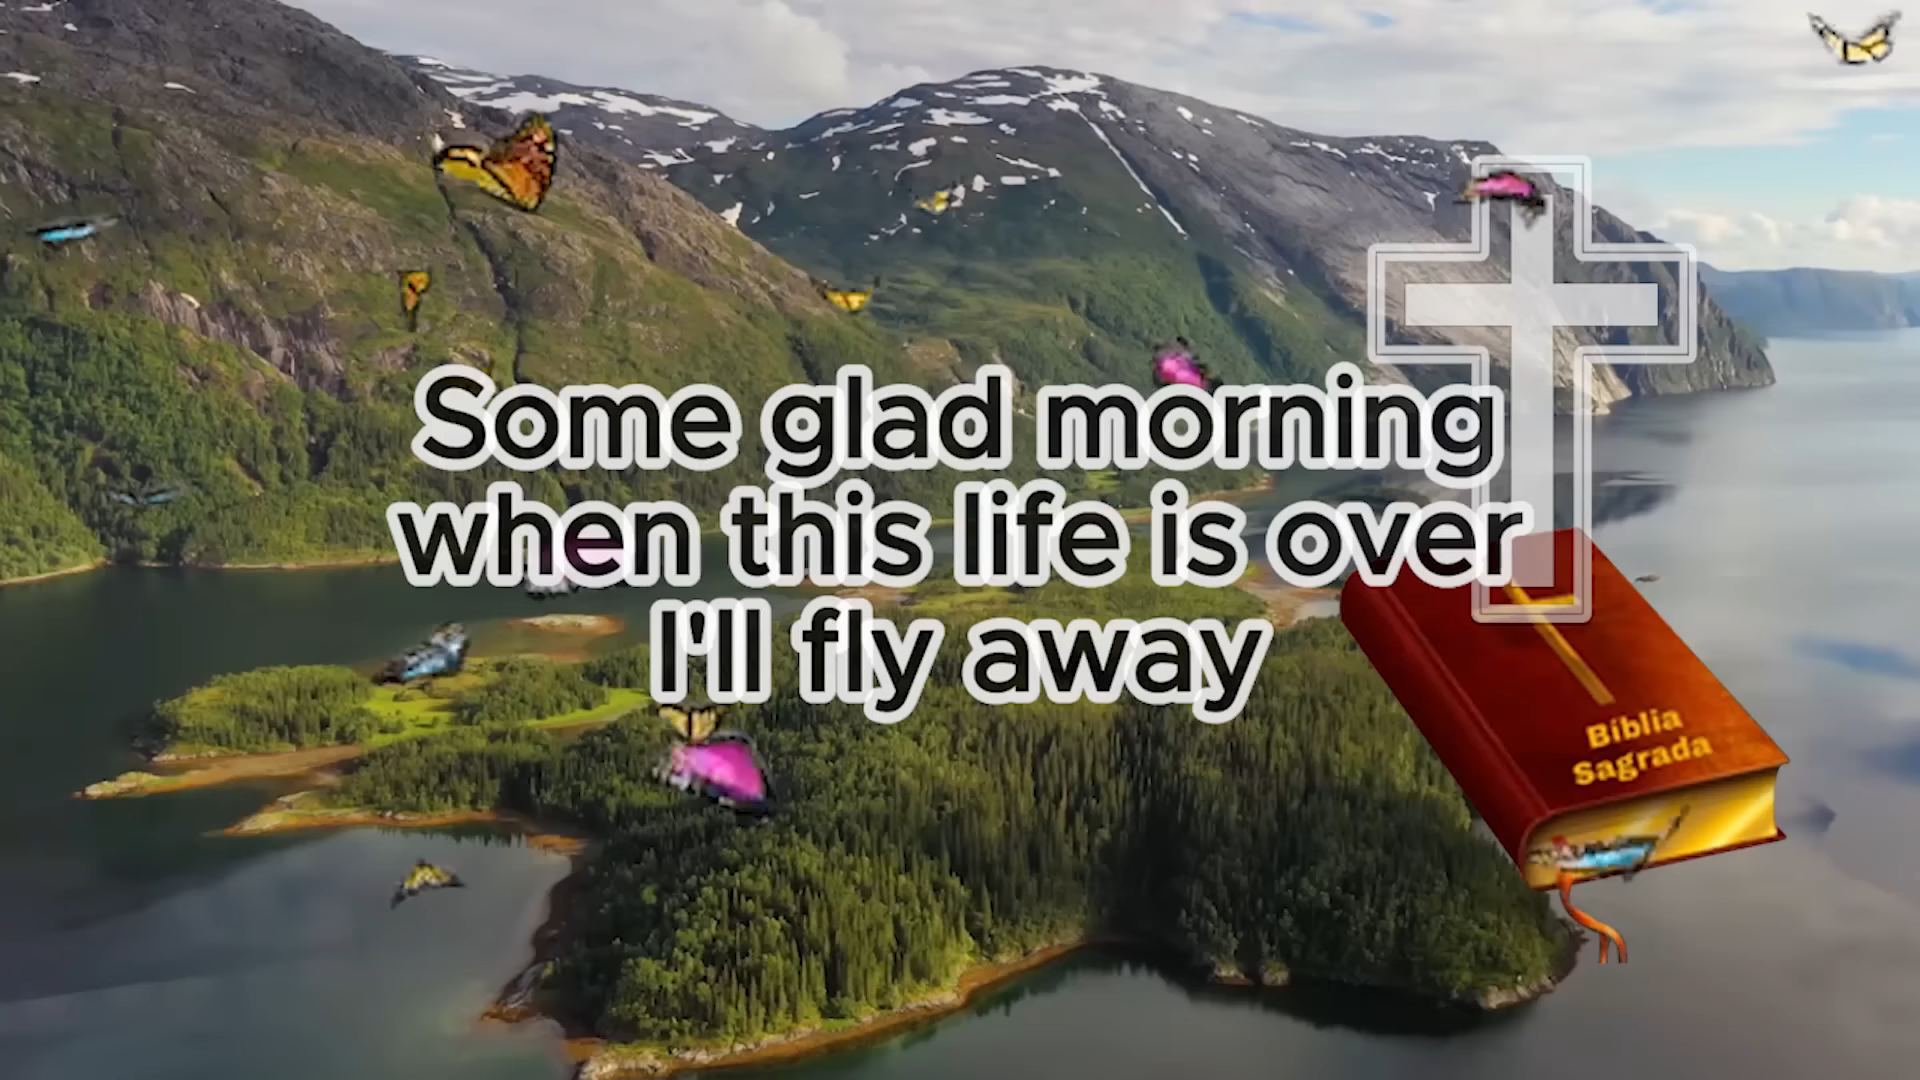 Some glad morning
when this life is over
I'll fly away
Bíblia
Sagrada